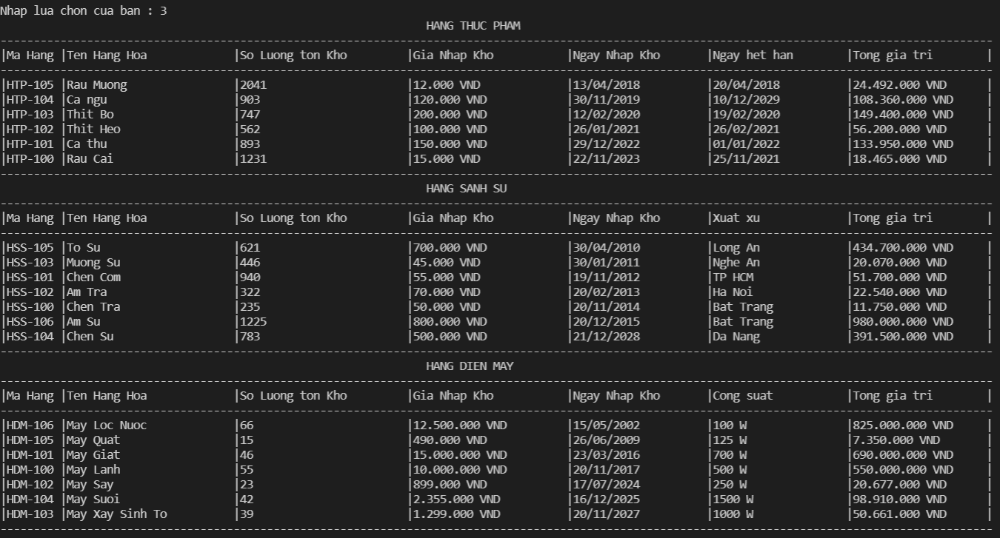 Nhap lua chon cua ban : 3
HANG THUC PHAM
|Ma Hang |Ten Hang Hoa |So Luong ton Kho |Gia Nhap Kho |Ngay Nhap Kho |Ngay het han |Tong gia tri |
|HTP-105 |Rau Muong |2041 |12.000 VND |13/04/2018 |20/04/2018 |24.492.000 VND |
|HTP-104 |Ca ngu |903 |120.000 VND |30/11/2019 |10/12/2029 |108.360.000 VND |
|HTP-103 |Thit Bo |747 |200.000 VND |12/02/2020 |19/02/2020 |149.400.000 VND |
|HTP-102 |Thit Heo |562 |100.000 VND |26/01/2021 |26/02/2021 |56.200.000 VND |
|HTP-101 |Ca thu |893 |150.000 VND |29/12/2022 |01/01/2022 |133.950.000 VND |
|HTP-100 |Rau Cai |1231 |15.000 VND |22/11/2023 |25/11/2021 |18.465.000 VND |
HANG SANH SU
|Ma Hang |Ten Hang Hoa |So Luong ton Kho |Gia Nhap Kho |Ngay Nhap Kho |Xuat xu |Tong gia tri |
|HSS-105 |To Su |621 |700.000 VND |30/04/2010 |Long An |434.700.000 VND |
|HSS-103 |Muong Su |446 |45.000 VND |30/01/2011 |Nghe An |20.070.000 VND |
|HSS-101 |Chen Com |940 |55.000 VND |19/11/2012 |TP HCM |51.700.000 VND |
|HSS-102 |Am Tra |322 |70.000 VND |20/02/2013 |Ha Noi |22.540.000 VND |
|HSS-100 |Chen Tra |235 |50.000 VND |20/11/2014 |Bat Trang |11.750.000 VND |
|HSS-106 |Am Su |1225 |800.000 VND |20/12/2015 |Bat Trang |980.000.000 VND |
|HSS-104 |Chen Su |783 |500.000 VND |21/12/2028 |Da Nang |391.500.000 VND |
HANG DIEN MAY
|Ma Hang |Ten Hang Hoa |So Luong ton Kho |Gia Nhap Kho |Ngay Nhap Kho |Cong suat |Tong gia tri |
|HDM-106 |May Loc Nuoc |66 |12.500.000 VND |15/05/2002 |100 W |825.000.000 VND |
|HDM-105 |May Quat |15 |490.000 VND |26/06/2009 |125 W |7.350.000 VND |
|HDM-101 |May Giat |46 |15.000.000 VND |23/03/2016 |700 W |690.000.000 VND |
|HDM-100 |May Lanh |55 |10.000.000 VND |20/11/2017 |500 W |550.000.000 VND |
|HDM-102 |May Say |23 |899.000 VND |17/07/2024 |250 W |20.677.000 VND |
|HDM-104 |May Suoi |42 |2.355.000 VND |16/12/2025 |1500 W |98.910.000 VND |
|HDM-103 |May Xay Sinh To |39 |1.299.000 VND |20/11/2027 |1000 W |50.661.000 VND |